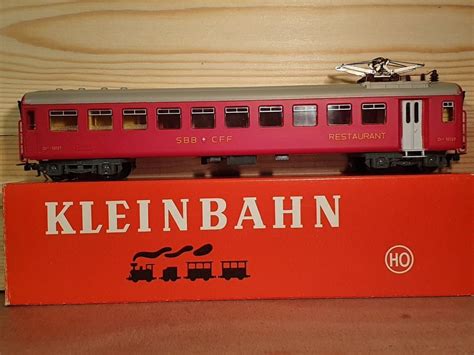 SBB • CFF RESTAURANT
KLEINBAHN
HO